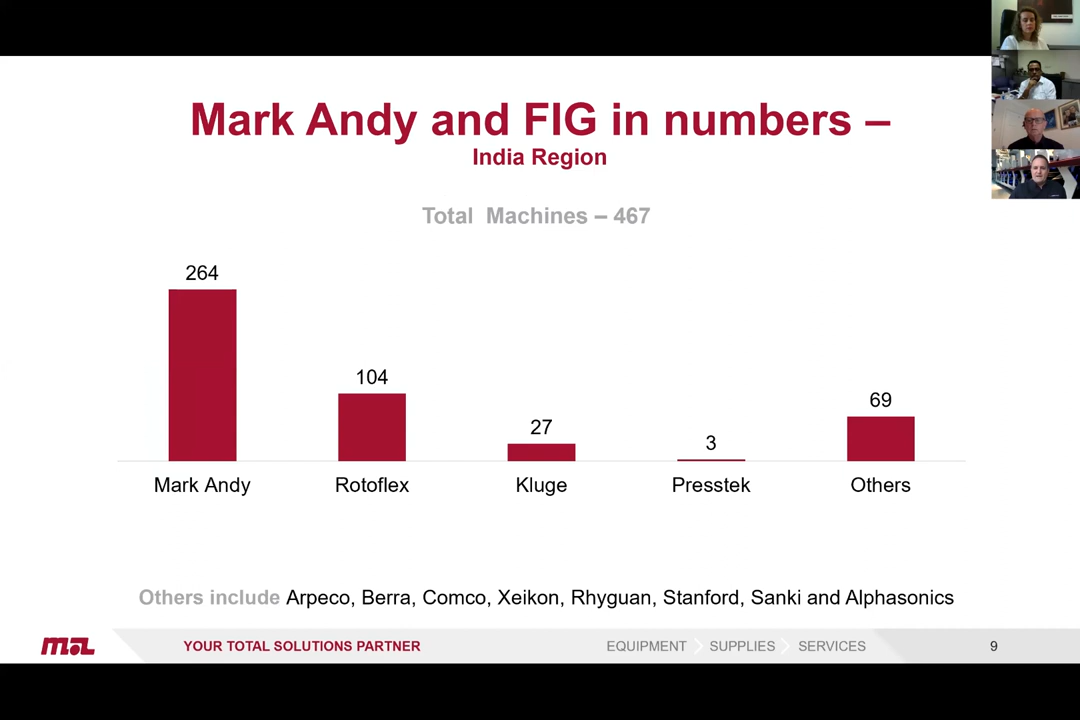 Mark Andy and FIG in numbers –
India Region
Total Machines – 467
264
104
27
3
69
Mark Andy
Rotoflex
Kluge
Presstek
Others
Others include Arpeco, Berra, Comco, Xeikon, Rhyguan, Stanford, Sanki and Alphasonics
YOUR TOTAL SOLUTIONS PARTNER
EQUIPMENT
SUPPLIES
SERVICES
9